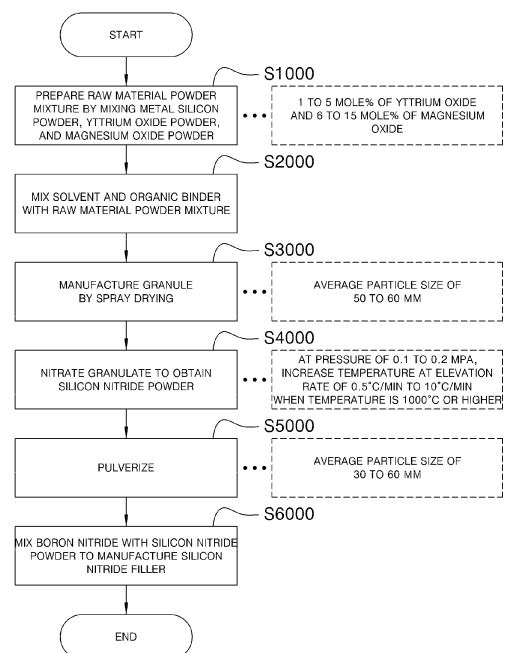 START
S1000
PREPARE RAW MATERIAL POWDER
MIXTURE BY MIXING METAL SILICON
POWDER, YTTRIUM OXIDE POWDER,
AND MAGNESIUM OXIDE POWDER
1 TO 5 MOLE% OF YTTRIUM OXIDE
AND 6 TO 15 MOLE% OF MAGNESIUM
OXIDE
S2000
MIX SOLVENT AND ORGANIC BINDER
WITH RAW MATERIAL POWDER MIXTURE
S3000
MANUFACTURE GRANULE
BY SPRAY DRYING
AVERAGE PARTICLE SIZE OF
50 TO 60 MM
S4000
NITRATE GRANULATE TO OBTAIN
SILICON NITRIDE POWDER
AT PRESSURE OF 0.1 TO 0.2 MPA,
INCREASE TEMPERATURE AT ELEVATION
RATE OF 0.5°C/MIN TO 10°C/MIN
WHEN TEMPERATURE IS 1000°C OR HIGHER
S5000
PULVERIZE
AVERAGE PARTICLE SIZE OF
30 TO 60 MM
S6000
MIX BORON NITRIDE WITH SILICON NITRIDE
POWDER TO MANUFACTURE SILICON
NITRIDE FILLER
END